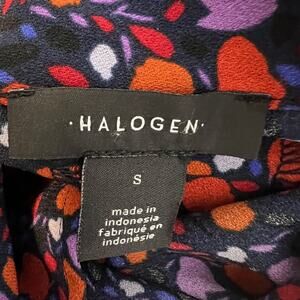 ·HALOGEN·
S
made in
indonesia
fabriqué en
indonésie